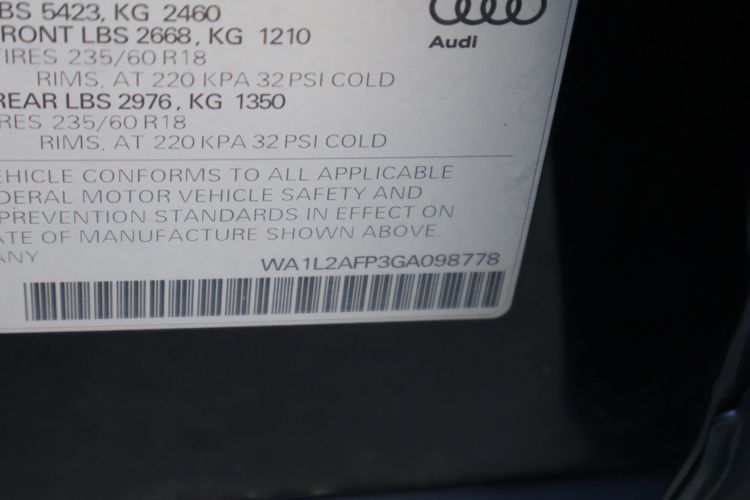 BS 5423, KG 2460
RONT LBS 2668, KG 1210
IRES 235/60 R18
RIMS, AT 220 KPA 32 PSI COLD
REAR LBS 2976, KG 1350
RES 235/60 R18
RIMS, AT 220 KPA 32 PSI COLD
Audi
EHICLE CONFORMS TO ALL APPLICABLE
DERAL MOTOR VEHICLE SAFETY AND
PREVENTION STANDARDS IN EFFECT ON
ATE OF MANUFACTURE SHOWN ABOVE.
ANY
WA1L2AFP3GA098778